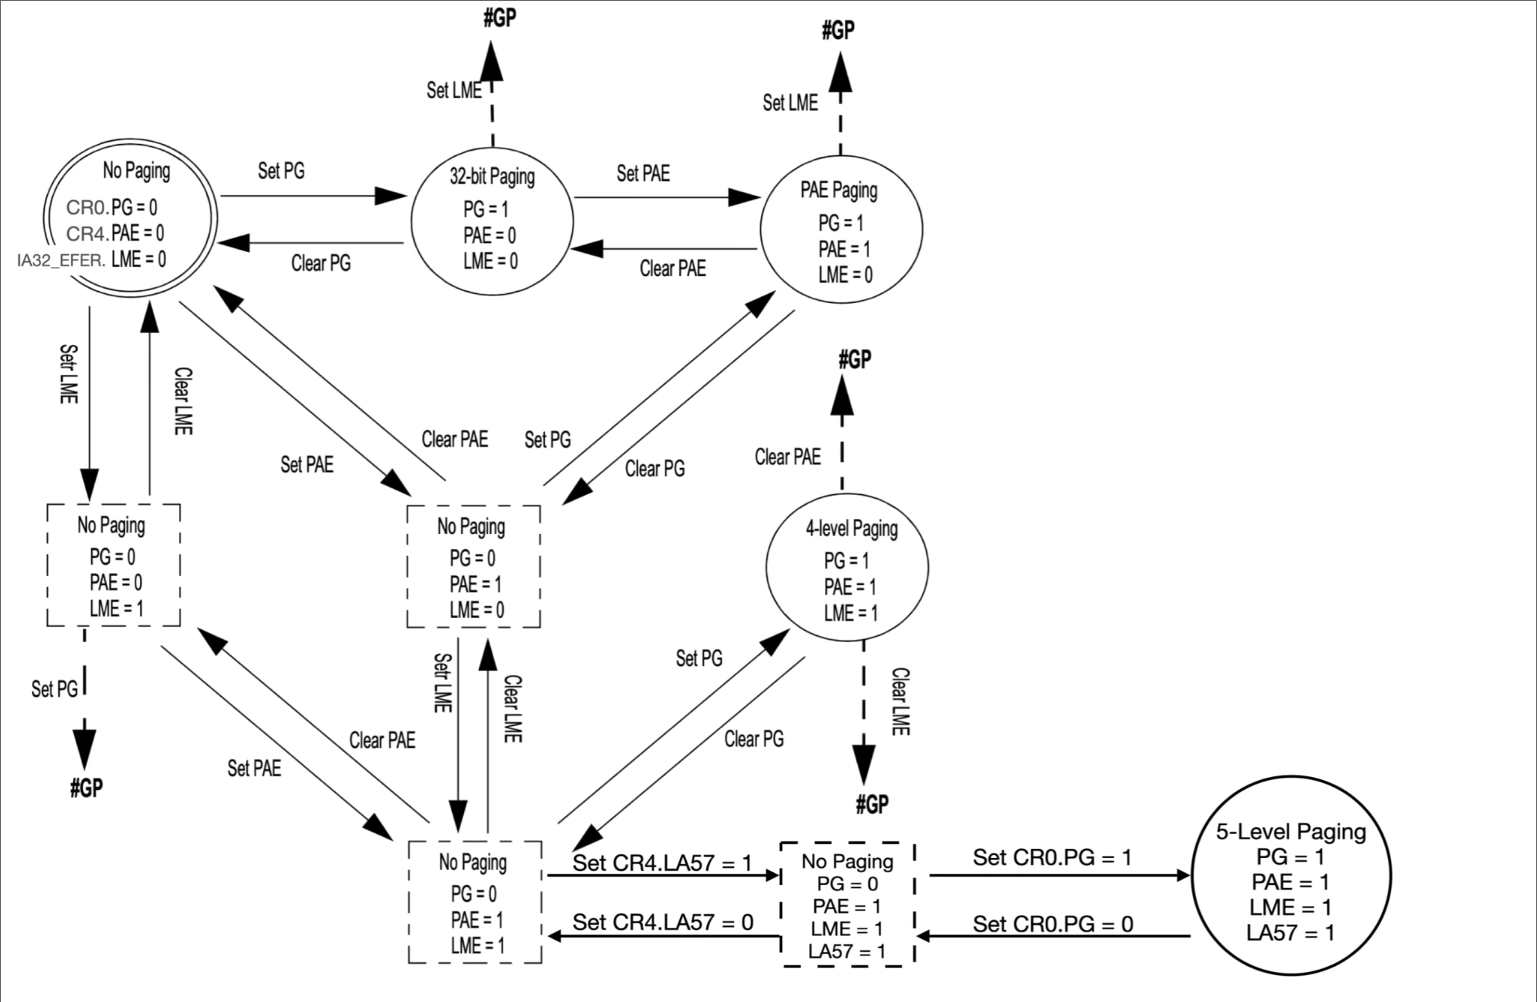 #GP
#GP
Set LME
Set LME
No Paging
CR0.PG = 0
CR4.PAE = 0
IA32_EFER. LME = 0
Set PG
Clear PG
32-bit Paging
PG = 1
PAE = 0
LME = 0
Set PAE
Clear PAE
PAE Paging
PG = 1
PAE = 1
LME = 0
Setr LME
Clear LME
Set PAE
Clear PAE
Set PG
Clear PG
#GP
Clear PAE
No Paging
PG = 0
PAE = 0
LME = 1
No Paging
PG = 0
PAE = 1
LME = 0
4-level Paging
PG = 1
PAE = 1
LME = 1
Set PG
#GP
Set PAE
Clear PAE
Setr LME
Clear LME
Set PG
Clear PG
Clear LME
#GP
No Paging
PG = 0
PAE = 1
LME = 1
Set CR4.LA57 = 1
Set CR4.LA57 = 0
No Paging
PG = 0
PAE = 1
LME = 1
LA57 = 1
Set CR0.PG = 1
Set CR0.PG = 0
5-Level Paging
PG = 1
PAE = 1
LME = 1
LA57 = 1